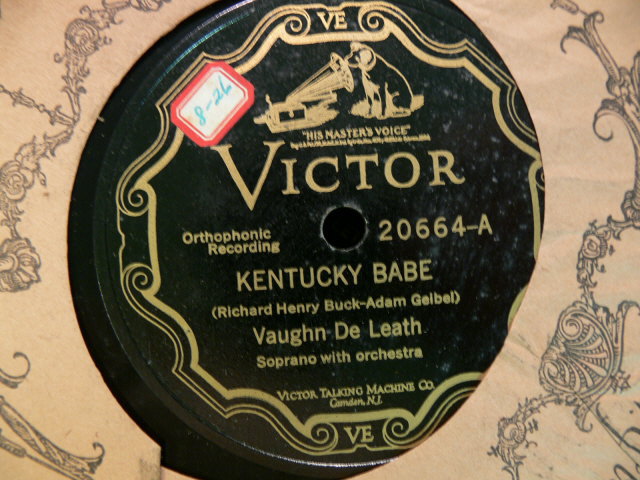 VE
8-26
"HIS MASTER'S VOICE"
VICTOR
Orthophonic
Recording
20664-A
KENTUCKY BABE
(Richard Henry Buck-Adam Geibel)
Vaughn De Leath
Soprano with orchestra
VICTOR TALKING MACHINE CO.
Camden, N.J.
VE